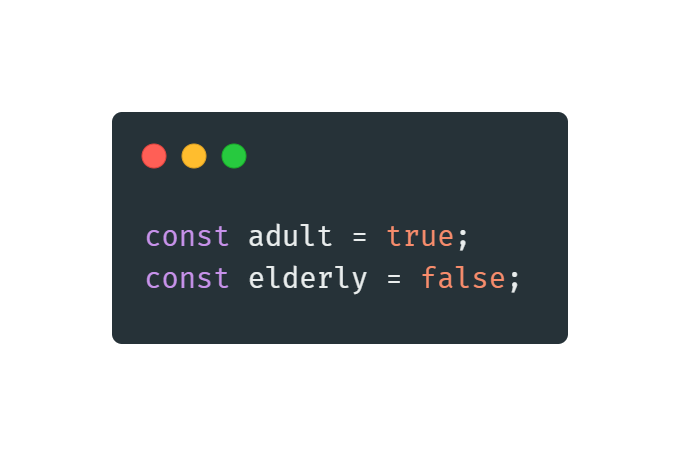 const adult = true;
const elderly = false;